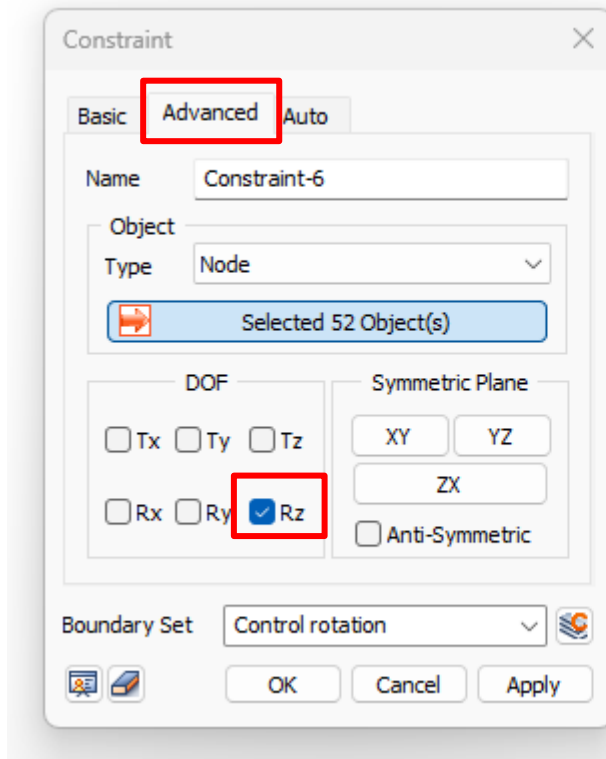 Constraint
Basic Advanced Auto
Name Constraint-6
Object
Type Node
Selected 52 Object(s)
DOF
Tx Ty Tz
Rx Ry Rz
Symmetric Plane
XY YZ
ZX
Anti-Symmetric
Boundary Set Control rotation
OK Cancel Apply